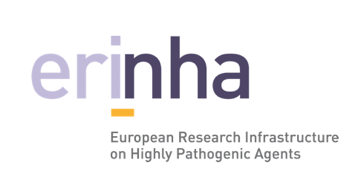 erinha
European Research Infrastructure
on Highly Pathogenic Agents